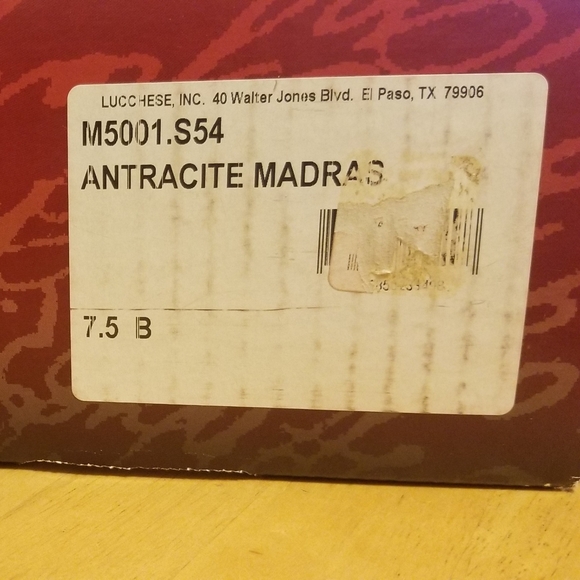 LUCCHESE, INC. 40 Walter Jones Blvd. El Paso, TX 79906
M5001.S54
ANTRACITE MADRAS
7.5 B